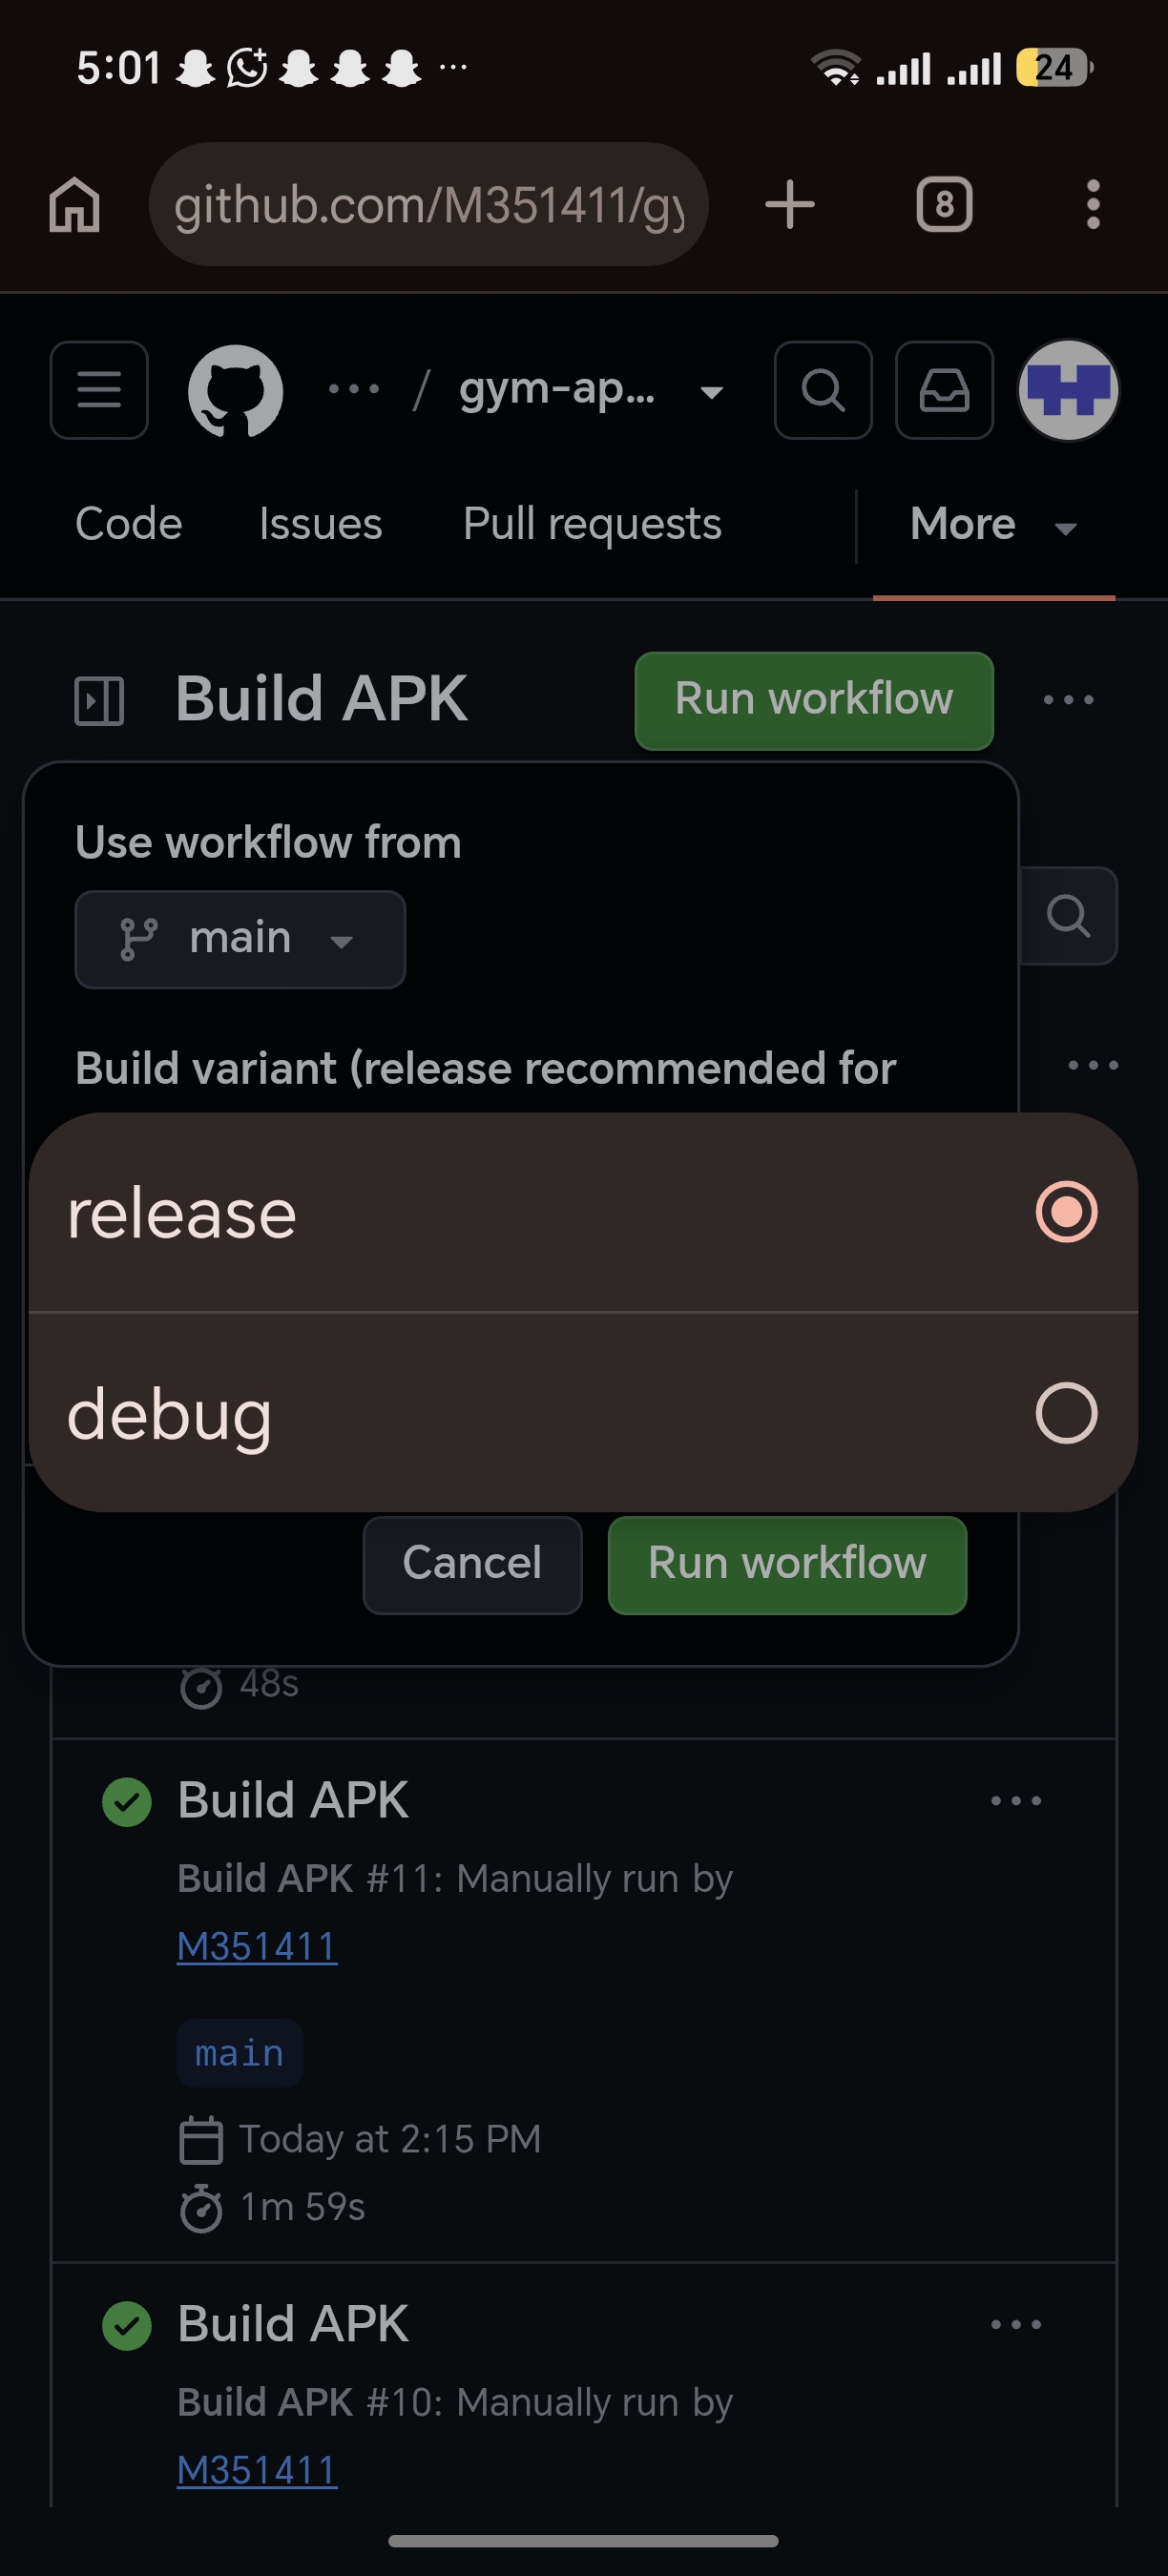 5:01 ...
24
github.com/M351411/gy
8
... / gym-ap...
Code Issues Pull requests More
Build APK Run workflow
Use workflow from
main
Build variant (release recommended for
release
debug
Cancel Run workflow
48s
Build APK
Build APK #11: Manually run by
M351411
main
Today at 2:15 PM
1m 59s
Build APK
Build APK #10: Manually run by
M351411